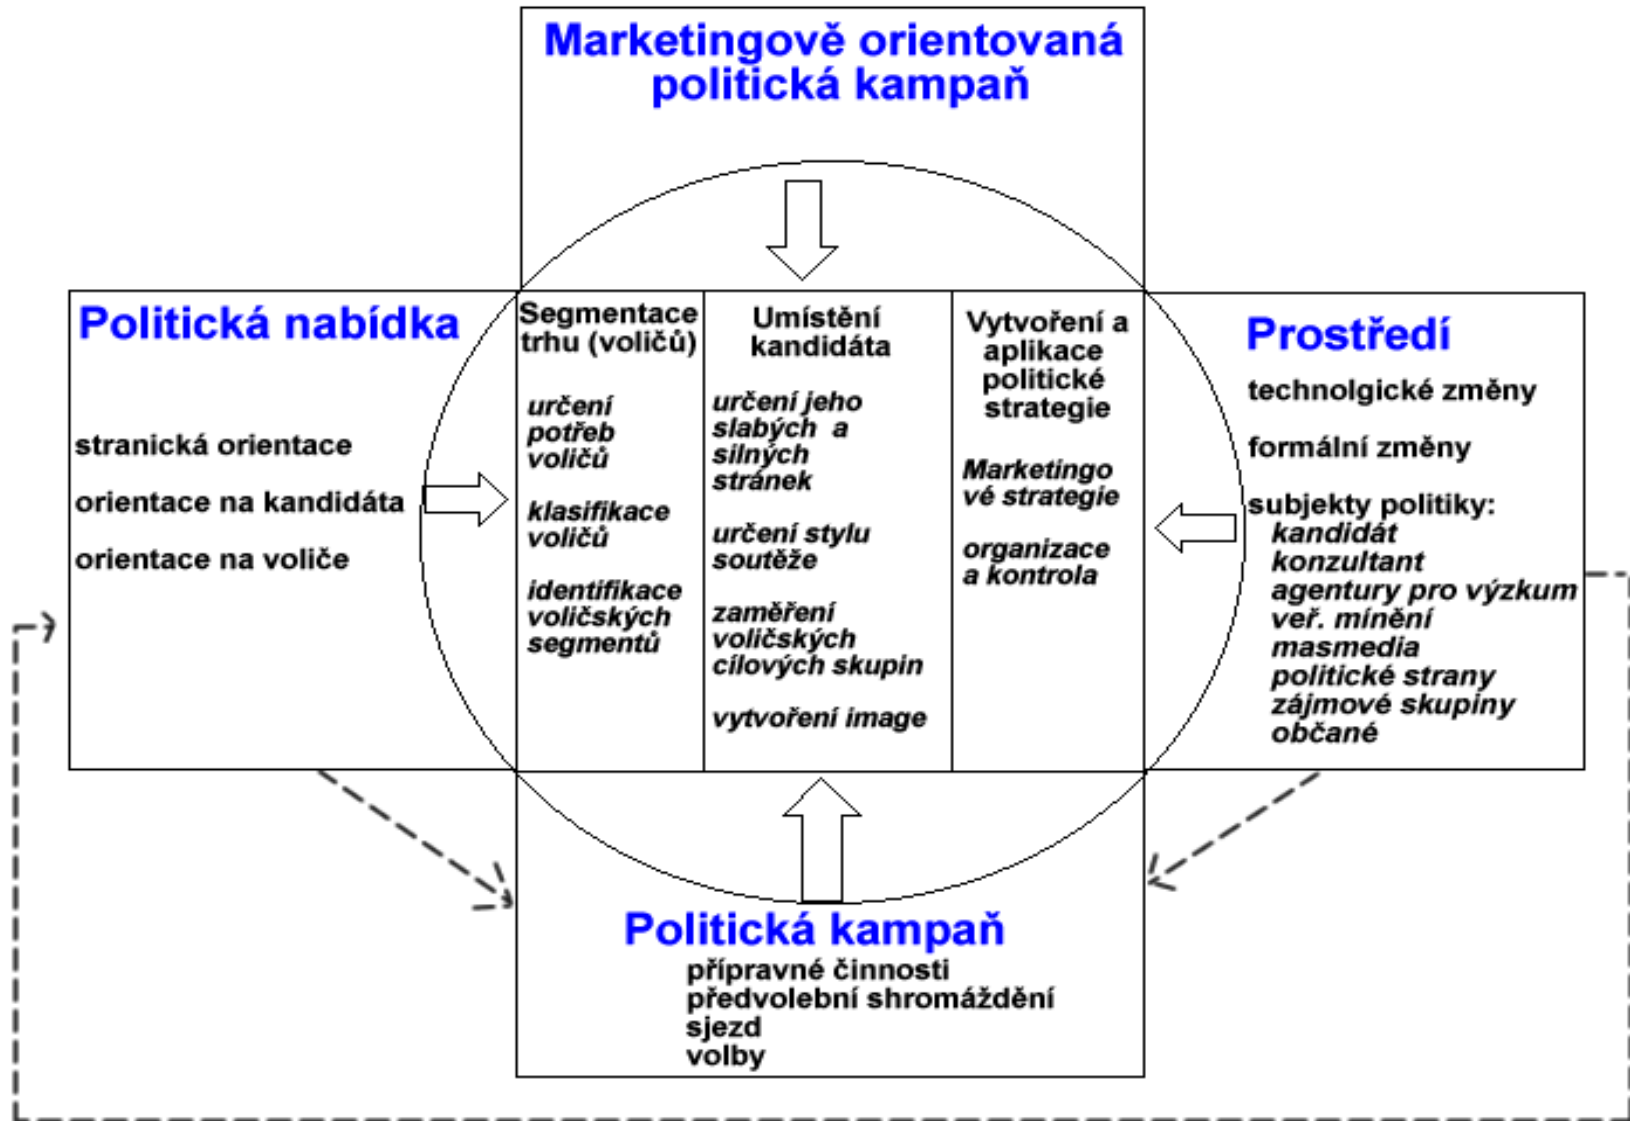 Marketingově orientovaná
politická kampaň
Politická nabídka
stranická orientace
orientace na kandidáta
orientace na voliče
Segmentace
trhu (voličů)
určení
potřeb
voličů
klasifikace
voličů
identifikace
voličských
segmentů
Umístění
kandidáta
určení jeho
slabých a
silných
stránek
určení stylu
soutěže
zaměření
voličských
cílových skupin
vytvoření image
Vytvoření a
aplikace
politické
strategie
Marketingo
vé strategie
organizace
a kontrola
Prostředí
technolgické změny
formální změny
subjekty politiky:
kandidát
konzultant
agentury pro výzkum
veř. mínění
masmedia
politické strany
zájmové skupiny
občané
Politická kampaň
přípravné činnosti
předvolební shromáždění
sjezd
volby